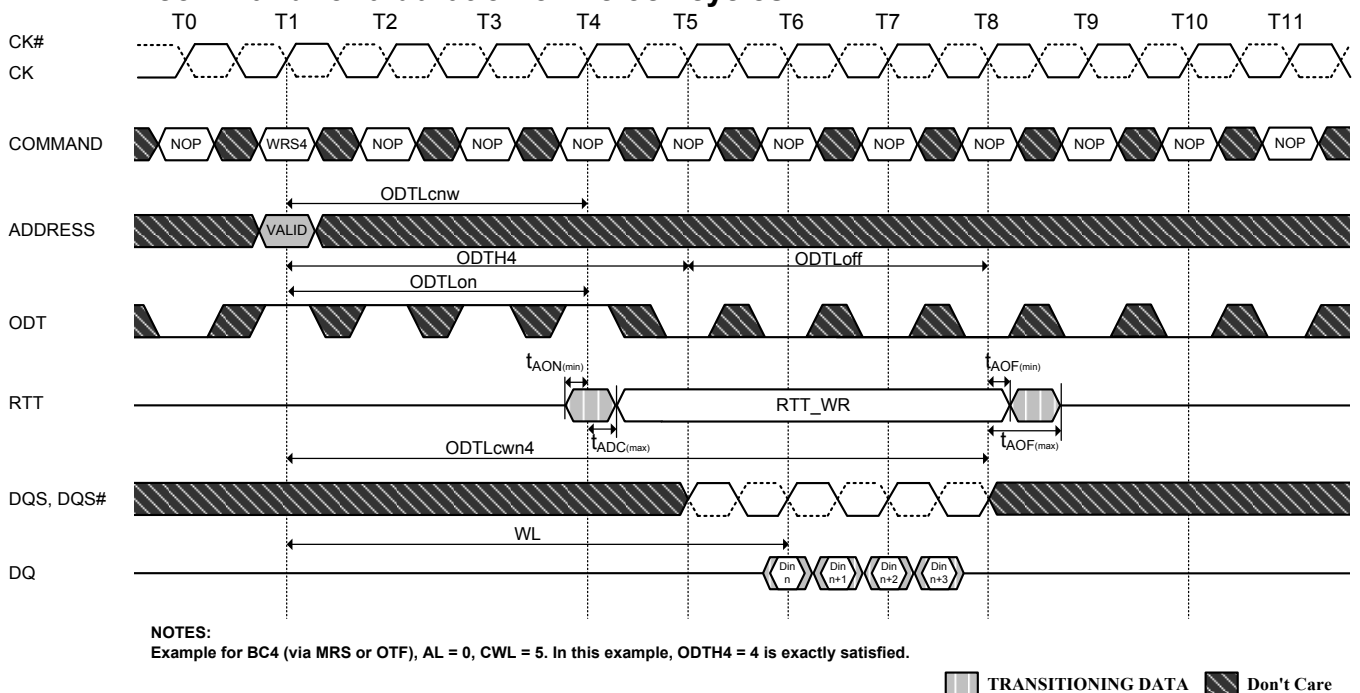 T0 T1 T2 T3 T4 T5 T6 T7 T8 T9 T10 T11
CK#
CK
COMMAND
NOP WRS4 NOP NOP NOP NOP NOP NOP NOP NOP NOP NOP
ODTLcnw
ADDRESS
VALID
ODTH4 ODTLoff
ODTLon
ODT
tAON(min) tAOF(min)
RTT
RTT_WR
tADC(max) tAOF(max)
ODTLcwn4
DQS, DQS#
WL
DQ
Din n Din n+1 Din n+2 Din n+3
NOTES:
Example for BC4 (via MRS or OTF), AL = 0, CWL = 5. In this example, ODTH4 = 4 is exactly satisfied.
TRANSITIONING DATA Don't Care